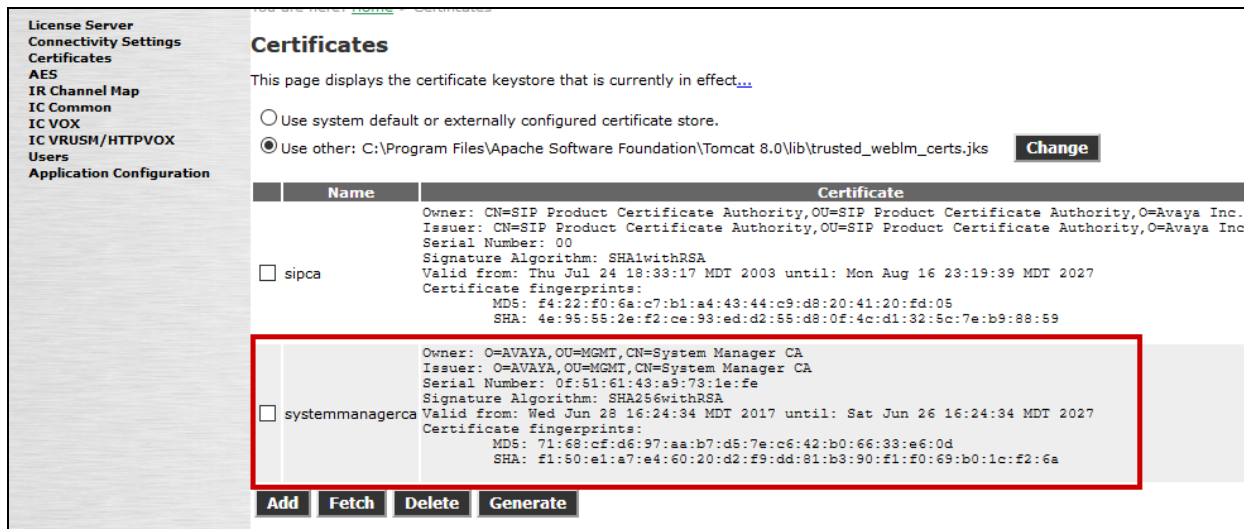 You are here: Home > Certificates
License Server
Connectivity Settings
Certificates
AES
IR Channel Map
IC Common
IC VOX
IC VRUSM/HTTPVOX
Users
Application Configuration
Certificates
This page displays the certificate keystore that is currently in effect...
Use system default or externally configured certificate store.
Use other: C:\Program Files\Apache Software Foundation\Tomcat 8.0\lib\trusted_weblm_certs.jks Change
Name Certificate
Owner: CN=SIP Product Certificate Authority,OU=SIP Product Certificate Authority,O=Avaya Inc.
Issuer: CN=SIP Product Certificate Authority,OU=SIP Product Certificate Authority,O=Avaya Inc
Serial Number: 00
Signature Algorithm: SHA1withRSA
sipca Valid from: Thu Jul 24 18:33:17 MDT 2003 until: Mon Aug 16 23:19:39 MDT 2027
Certificate fingerprints:
MD5: f4:22:f0:6a:c7:b1:a4:43:44:c9:d8:20:41:20:fd:05
SHA: 4e:95:55:2e:f2:ce:93:ed:d2:55:d8:0f:4c:d1:32:5c:7e:b9:88:59
Owner: O=AVAYA,OU=MGMT,CN=System Manager CA
Issuer: O=AVAYA,OU=MGMT,CN=System Manager CA
Serial Number: 0f:51:61:43:a9:73:1e:fe
Signature Algorithm: SHA256withRSA
systemmanagerca Valid from: Wed Jun 28 16:24:34 MDT 2017 until: Sat Jun 26 16:24:34 MDT 2027
Certificate fingerprints:
MD5: 71:68:cf:d6:97:aa:b7:d5:7e:c6:42:b0:66:33:e6:0d
SHA: f1:50:e1:a7:e4:60:20:d2:f9:dd:81:b3:90:f1:f0:69:b0:1c:f2:6a
Add Fetch Delete Generate